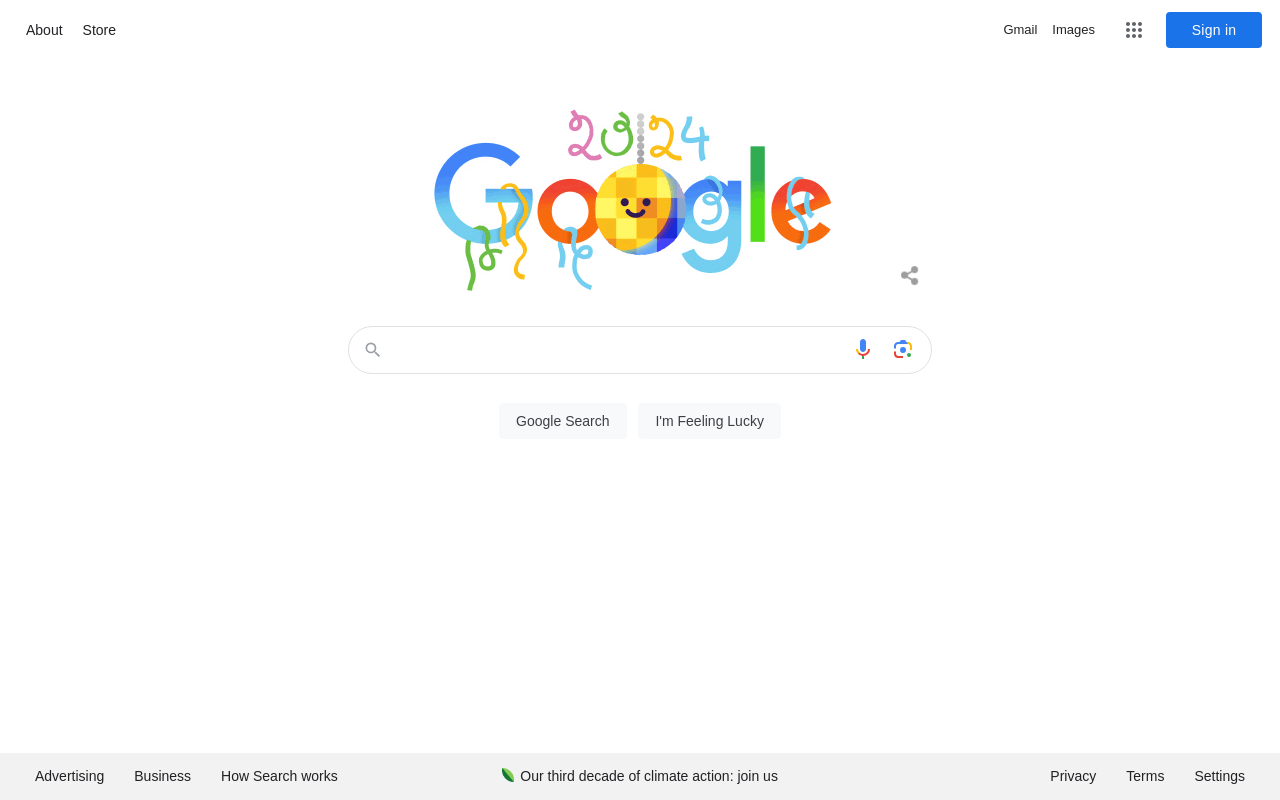 About Store Gmail Images Sign in
2024
Google
Google Search I'm Feeling Lucky
Advertising Business How Search works Our third decade of climate action: join us Privacy Terms Settings